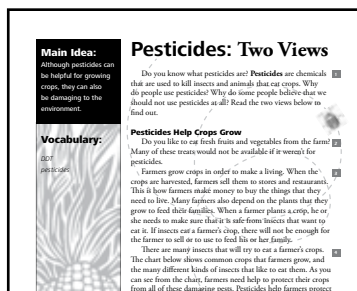 Main Idea:
Although pesticides can
be helpful for growing
crops, they can also
be damaging to the
environment.
Vocabulary:
DDT
pesticides
Pesticides: Two Views
Do you know what pesticides are? Pesticides are chemicals
that are used to kill insects and animals that eat crops. Why
do people use pesticides? Why do some people believe that we
should not use pesticides at all? Read the two views below to
find out.
1
Pesticides Help Crops Grow
Do you like to eat fresh fruits and vegetables from the farm?
Many of these treats would not be available if it weren't for
pesticides.
2
Farmers grow crops in order to make a living. When the
crops are harvested, farmers sell them to stores and restaurants.
This is how farmers make money to buy the things that they
need to live. Many farmers also depend on the plants that they
grow to feed their families. When a farmer plants a crop, he or
she needs to make sure that it is safe from insects that want to
eat it. If insects eat a farmer's crop, there will not be enough for
the farmer to sell or to use to feed his or her family.
3
There are many insects that will try to eat a farmer's crops.
The chart below shows common crops that farmers grow, and
the many different kinds of insects that like to eat them. As you
can see from the chart, farmers need help to protect their crops
from all of these damaging pests. Pesticides help farmers protect
4